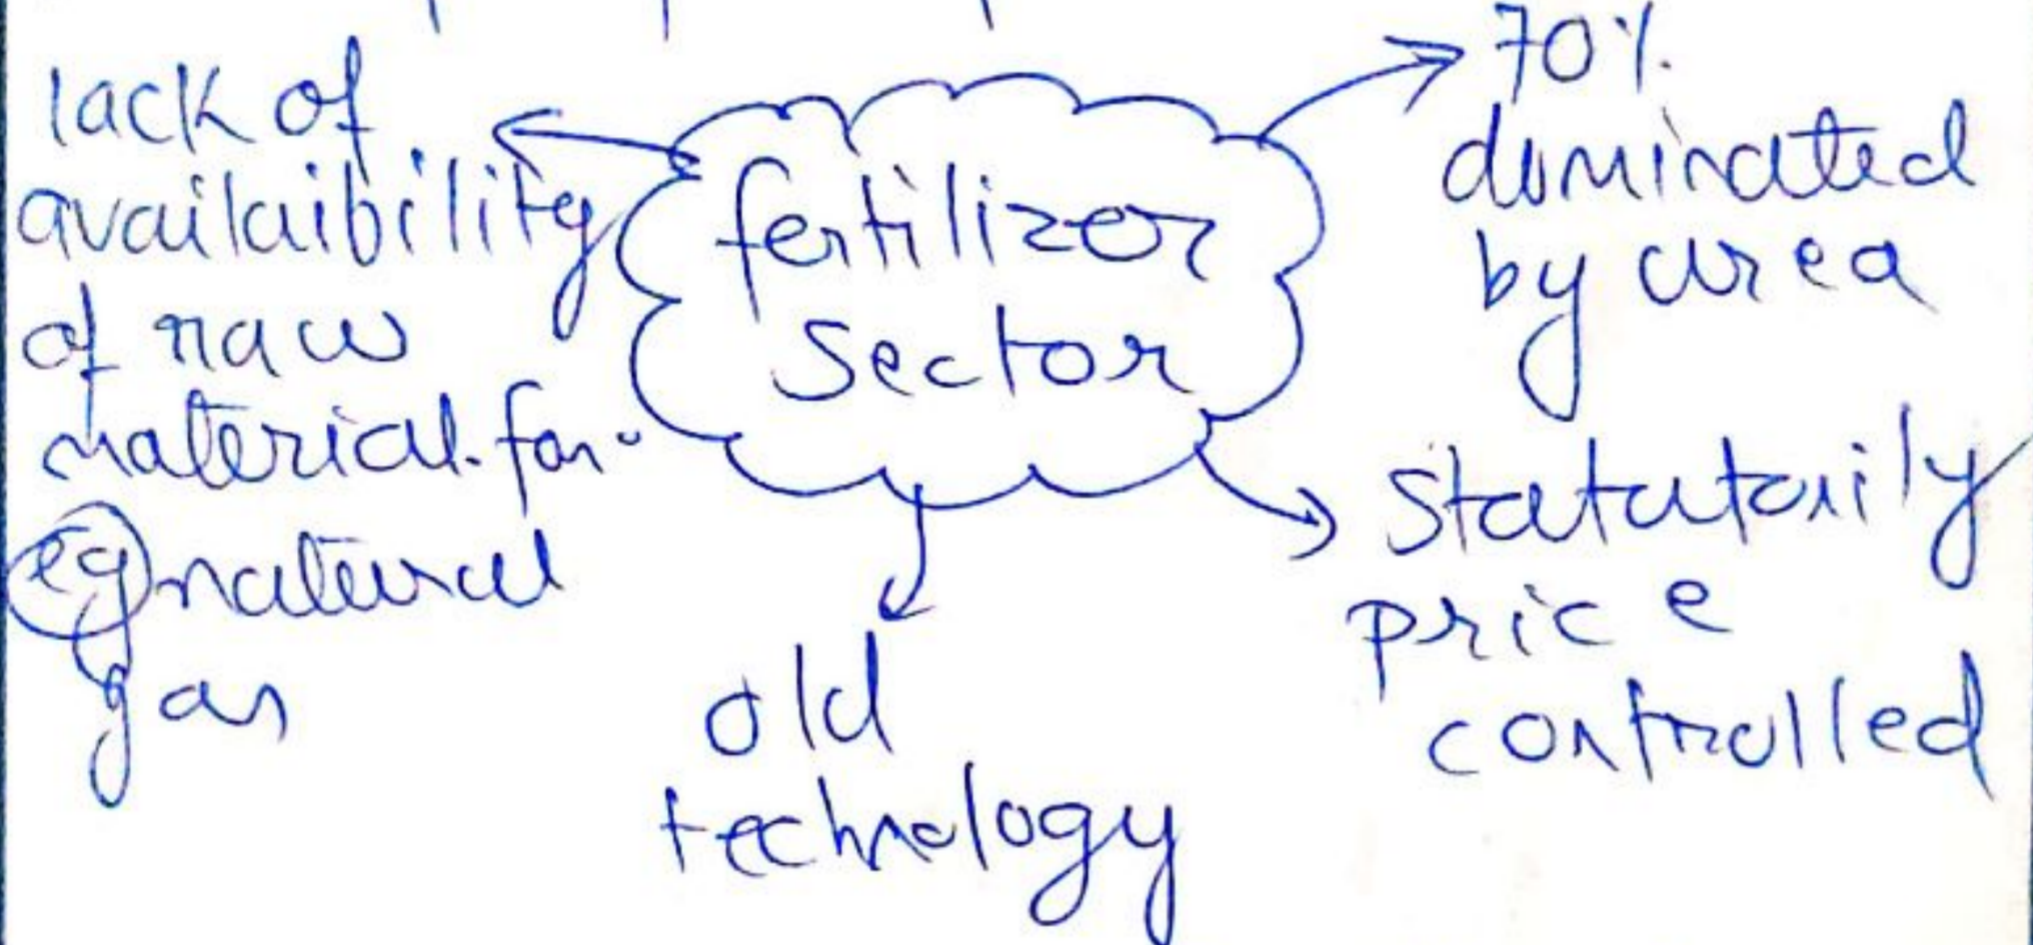 lack of
availaibility
of raw
material. for
eg natural
gas
fertilizer
sector
70%
dominated
by urea
statutorily
price
controlled
old
technology